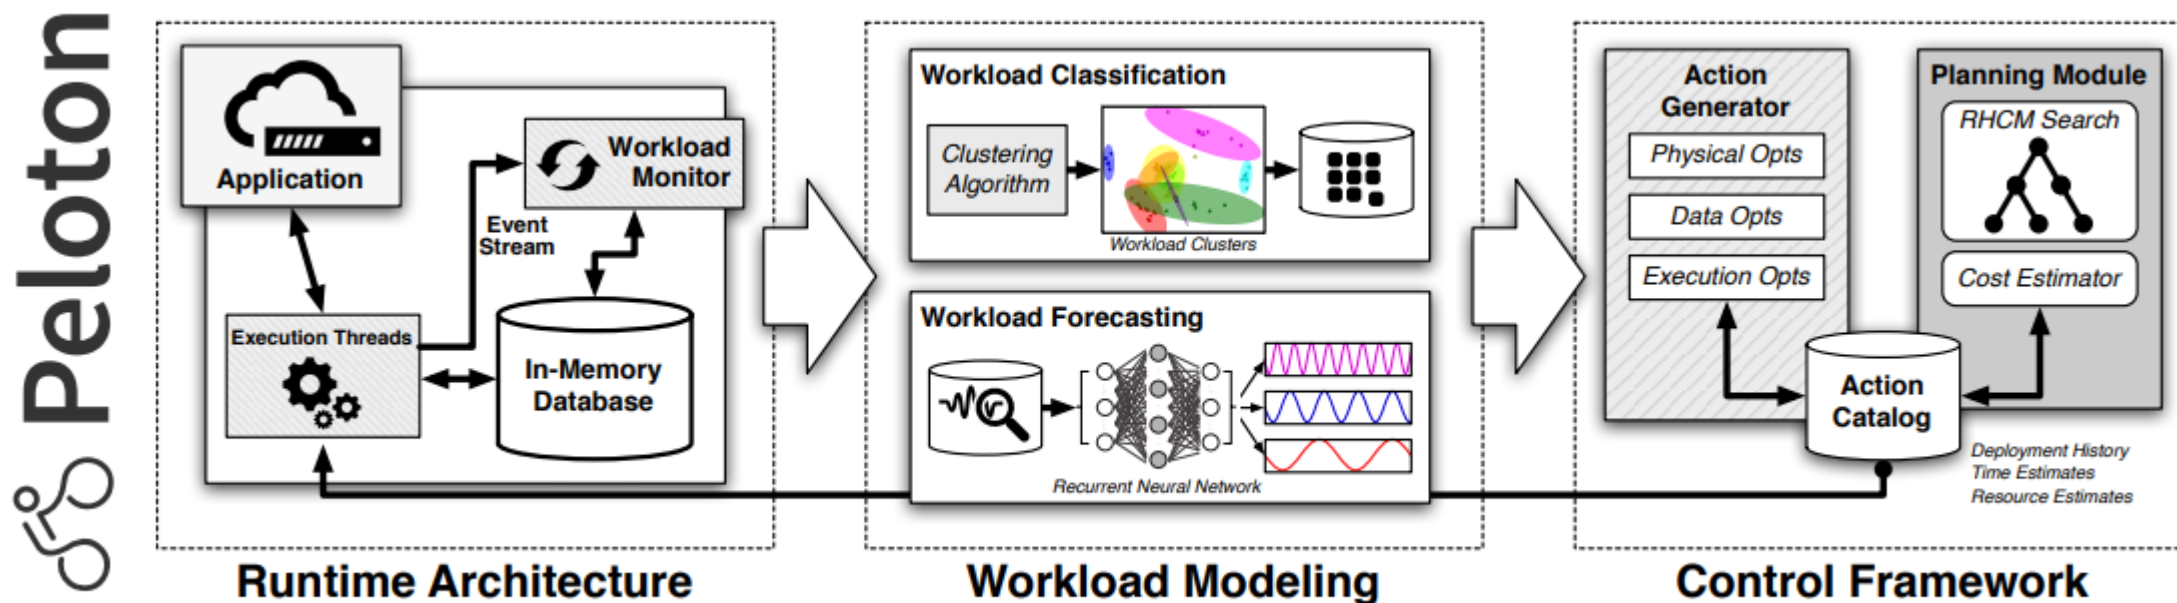 Peloton
Application
Workload
Monitor
Event
Stream
Execution Threads
In-Memory
Database
Runtime Architecture
Workload Classification
Clustering
Algorithm
Workload Clusters
Workload Forecasting
Recurrent Neural Network
Workload Modeling
Action
Generator
Physical Opts
Data Opts
Execution Opts
Planning Module
RHCM Search
Cost Estimator
Action
Catalog
Deployment History
Time Estimates
Resource Estimates
Control Framework